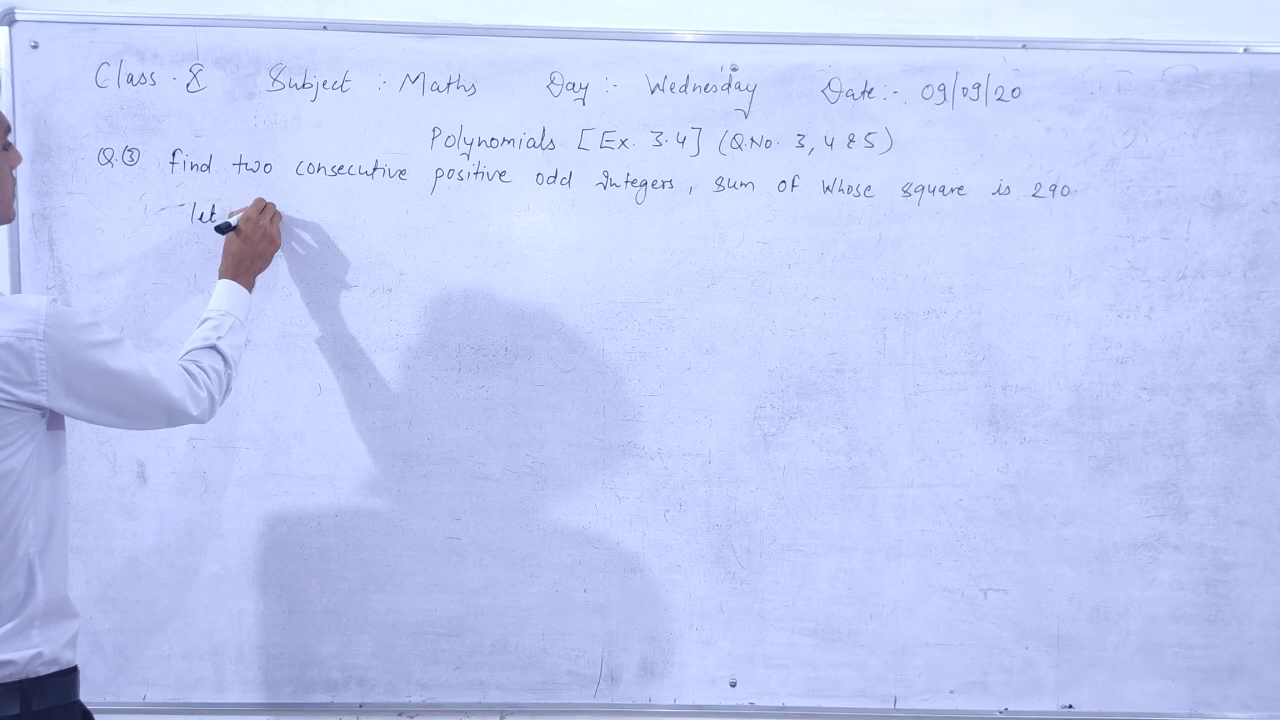 Class - 8 Subject :- Maths Day :- Wednesday Date :- 09/09/20
Polynomials [Ex. 3.4] (Q.No. 3, 4 & 5)
Q.③ find two consecutive positive odd Integers, sum of whose square is 290.
let